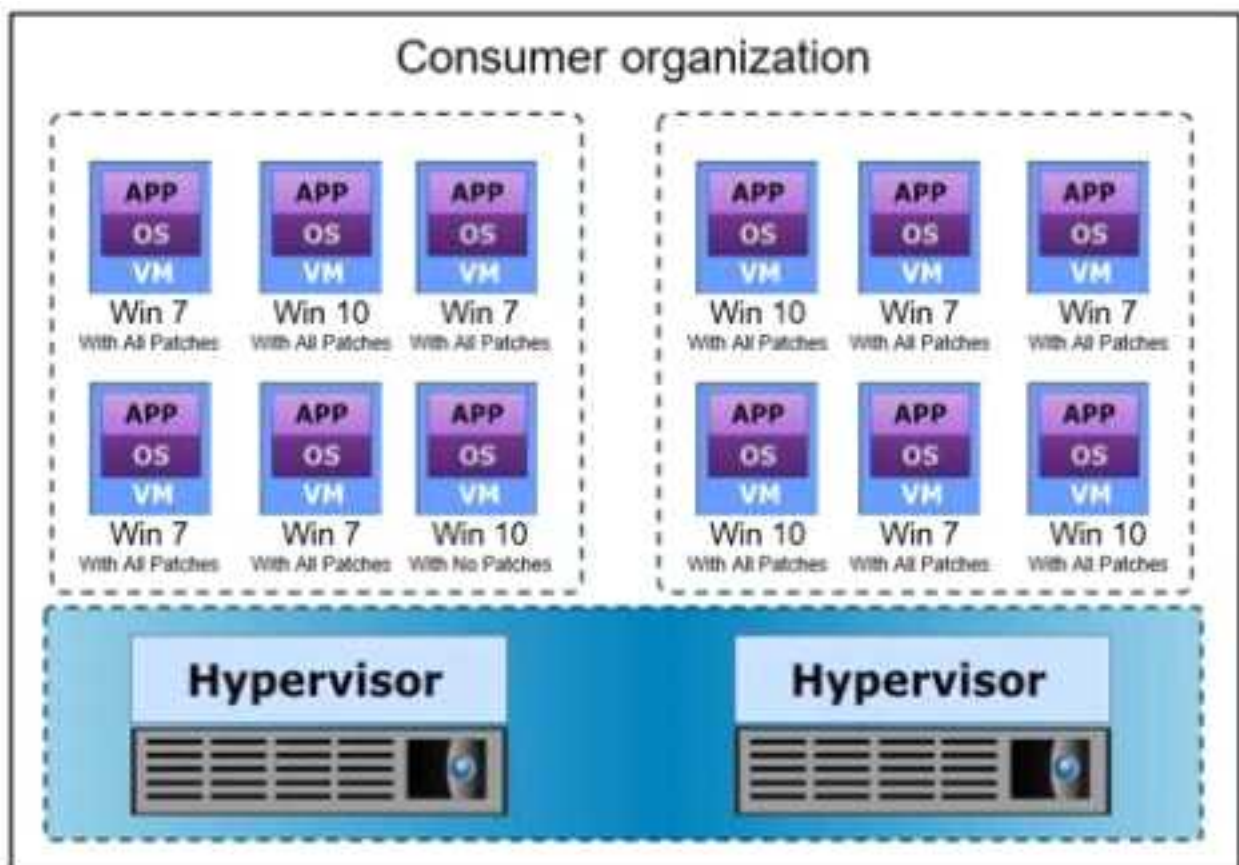 Consumer organization
APP APP APP APP APP APP
OS OS OS OS OS OS
VM VM VM VM VM VM
Win 7 Win 10 Win 7 Win 10 Win 7 Win 7
With All Patches With All Patches With All Patches With All Patches With All Patches With All Patches
APP APP APP APP APP APP
OS OS OS OS OS OS
VM VM VM VM VM VM
Win 7 Win 7 Win 10 Win 10 Win 7 Win 10
With All Patches With All Patches With No Patches With All Patches With All Patches With All Patches
Hypervisor Hypervisor